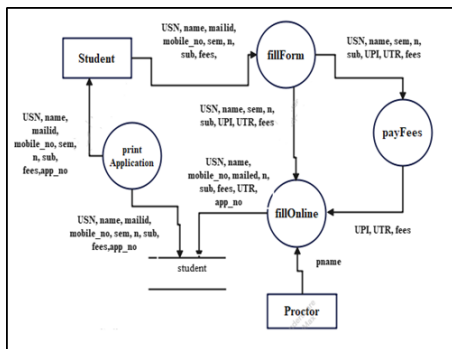 USN, name, mailid,
mobile_no, sem, n,
sub, fees,
Student
fillForm
USN, name, sem, n,
sub, UPI, UTR, fees
USN, name,
mailid,
mobile_no, sem,
n, sub,
fees,app_no
print
Application
USN, name, sem, n,
sub, UPI, UTR, fees
payFees
USN, name,
mobile_no, mailed, n,
sub, fees, UTR,
app_no
USN, name, mailid,
mobile_no, sem, n, sub,
fees,app_no
fillOnline
UPI, UTR, fees
student
pname
Proctor